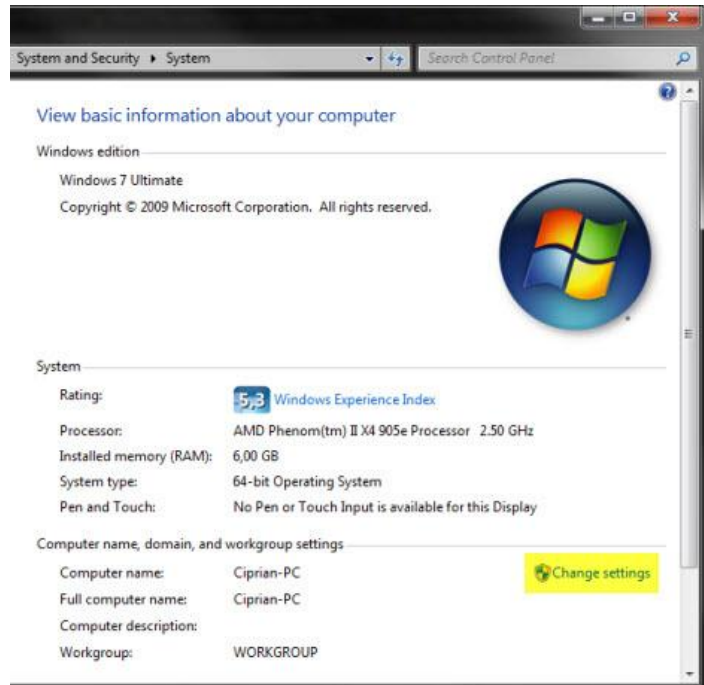 System and Security ▸ System
Search Control Panel
View basic information about your computer
Windows edition
Windows 7 Ultimate
Copyright © 2009 Microsoft Corporation. All rights reserved.
System
Rating: 5,3 Windows Experience Index
Processor: AMD Phenom(tm) II X4 905e Processor 2.50 GHz
Installed memory (RAM): 6,00 GB
System type: 64-bit Operating System
Pen and Touch: No Pen or Touch Input is available for this Display
Computer name, domain, and workgroup settings
Computer name: Ciprian-PC Change settings
Full computer name: Ciprian-PC
Computer description:
Workgroup: WORKGROUP